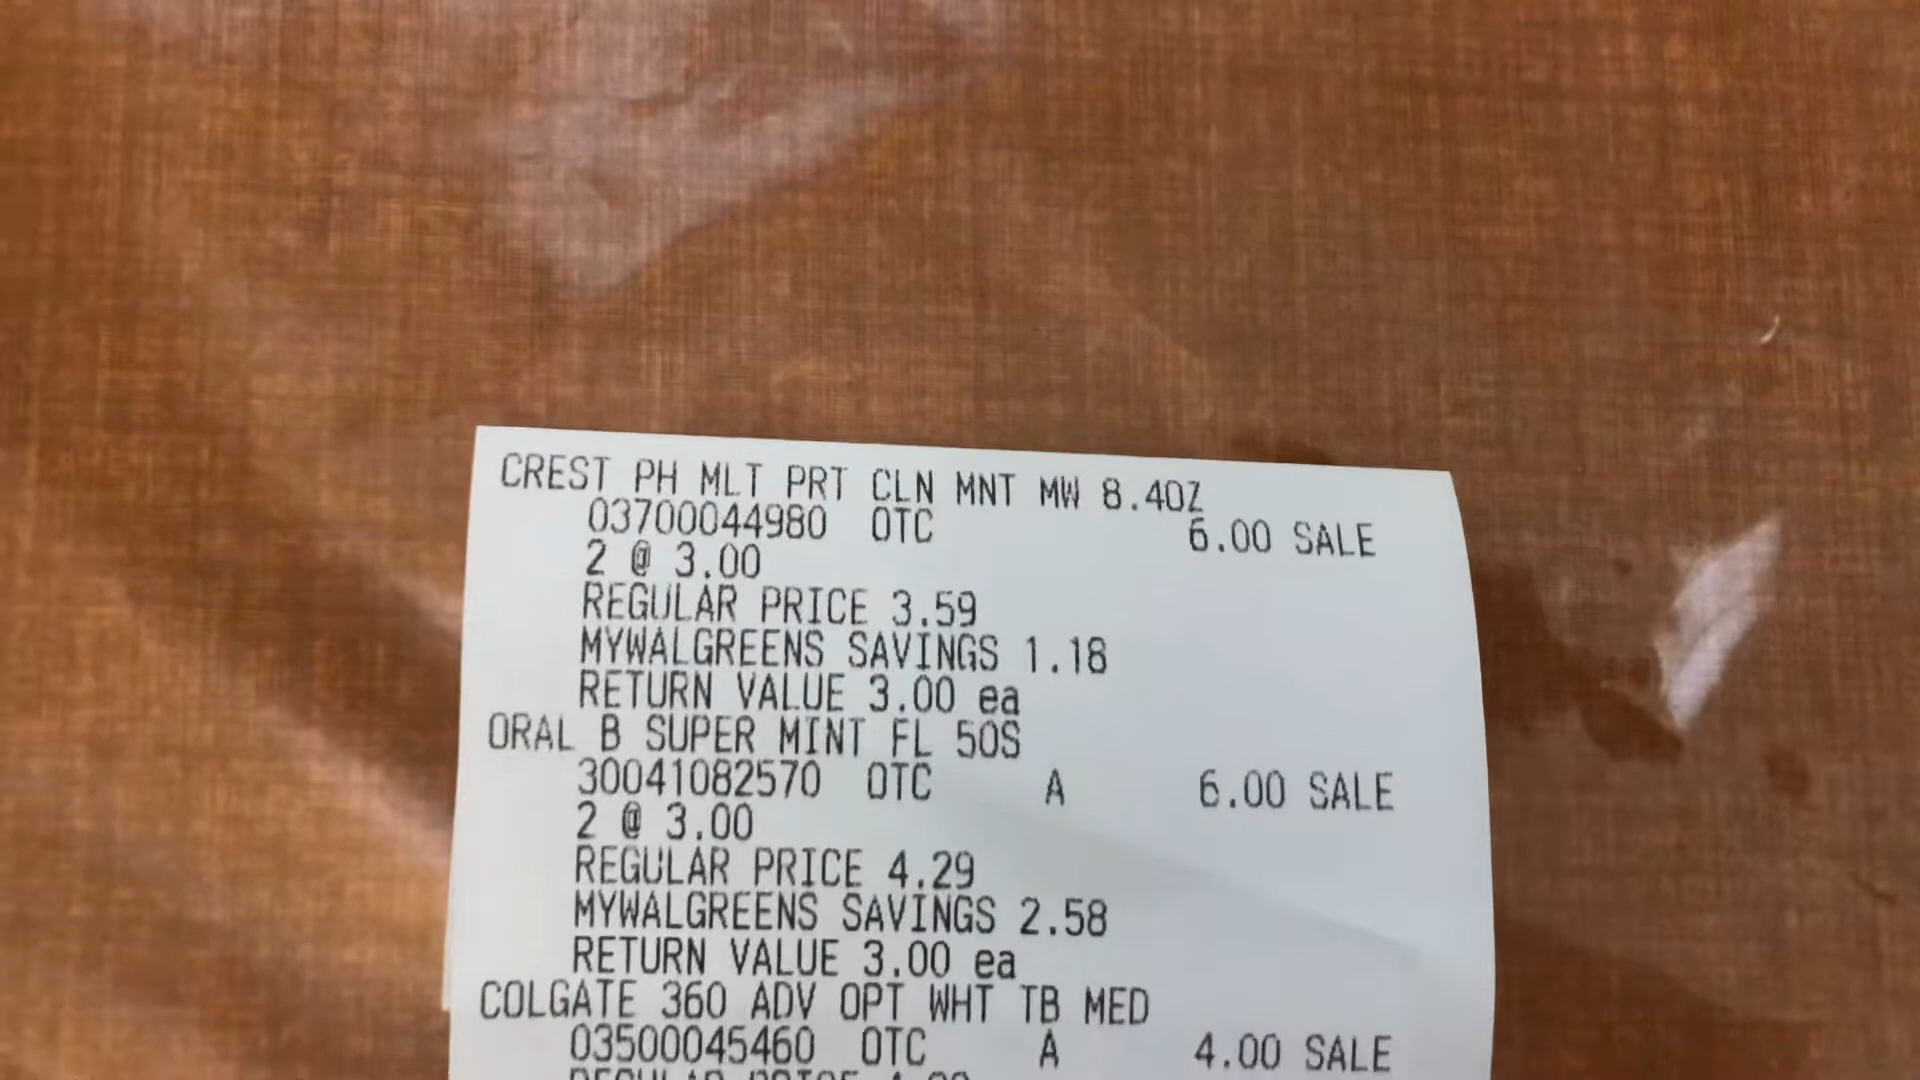 CREST PH MLT PRT CLN MNT MW 8.4OZ
03700044980 OTC 6.00 SALE
2 @ 3.00
REGULAR PRICE 3.59
MYWALGREENS SAVINGS 1.18
RETURN VALUE 3.00 ea
ORAL B SUPER MINT FL 50S
30041082570 OTC A 6.00 SALE
2 @ 3.00
REGULAR PRICE 4.29
MYWALGREENS SAVINGS 2.58
RETURN VALUE 3.00 ea
COLGATE 360 ADV OPT WHT TB MED
03500045460 OTC A 4.00 SALE
REGULAR PRICE